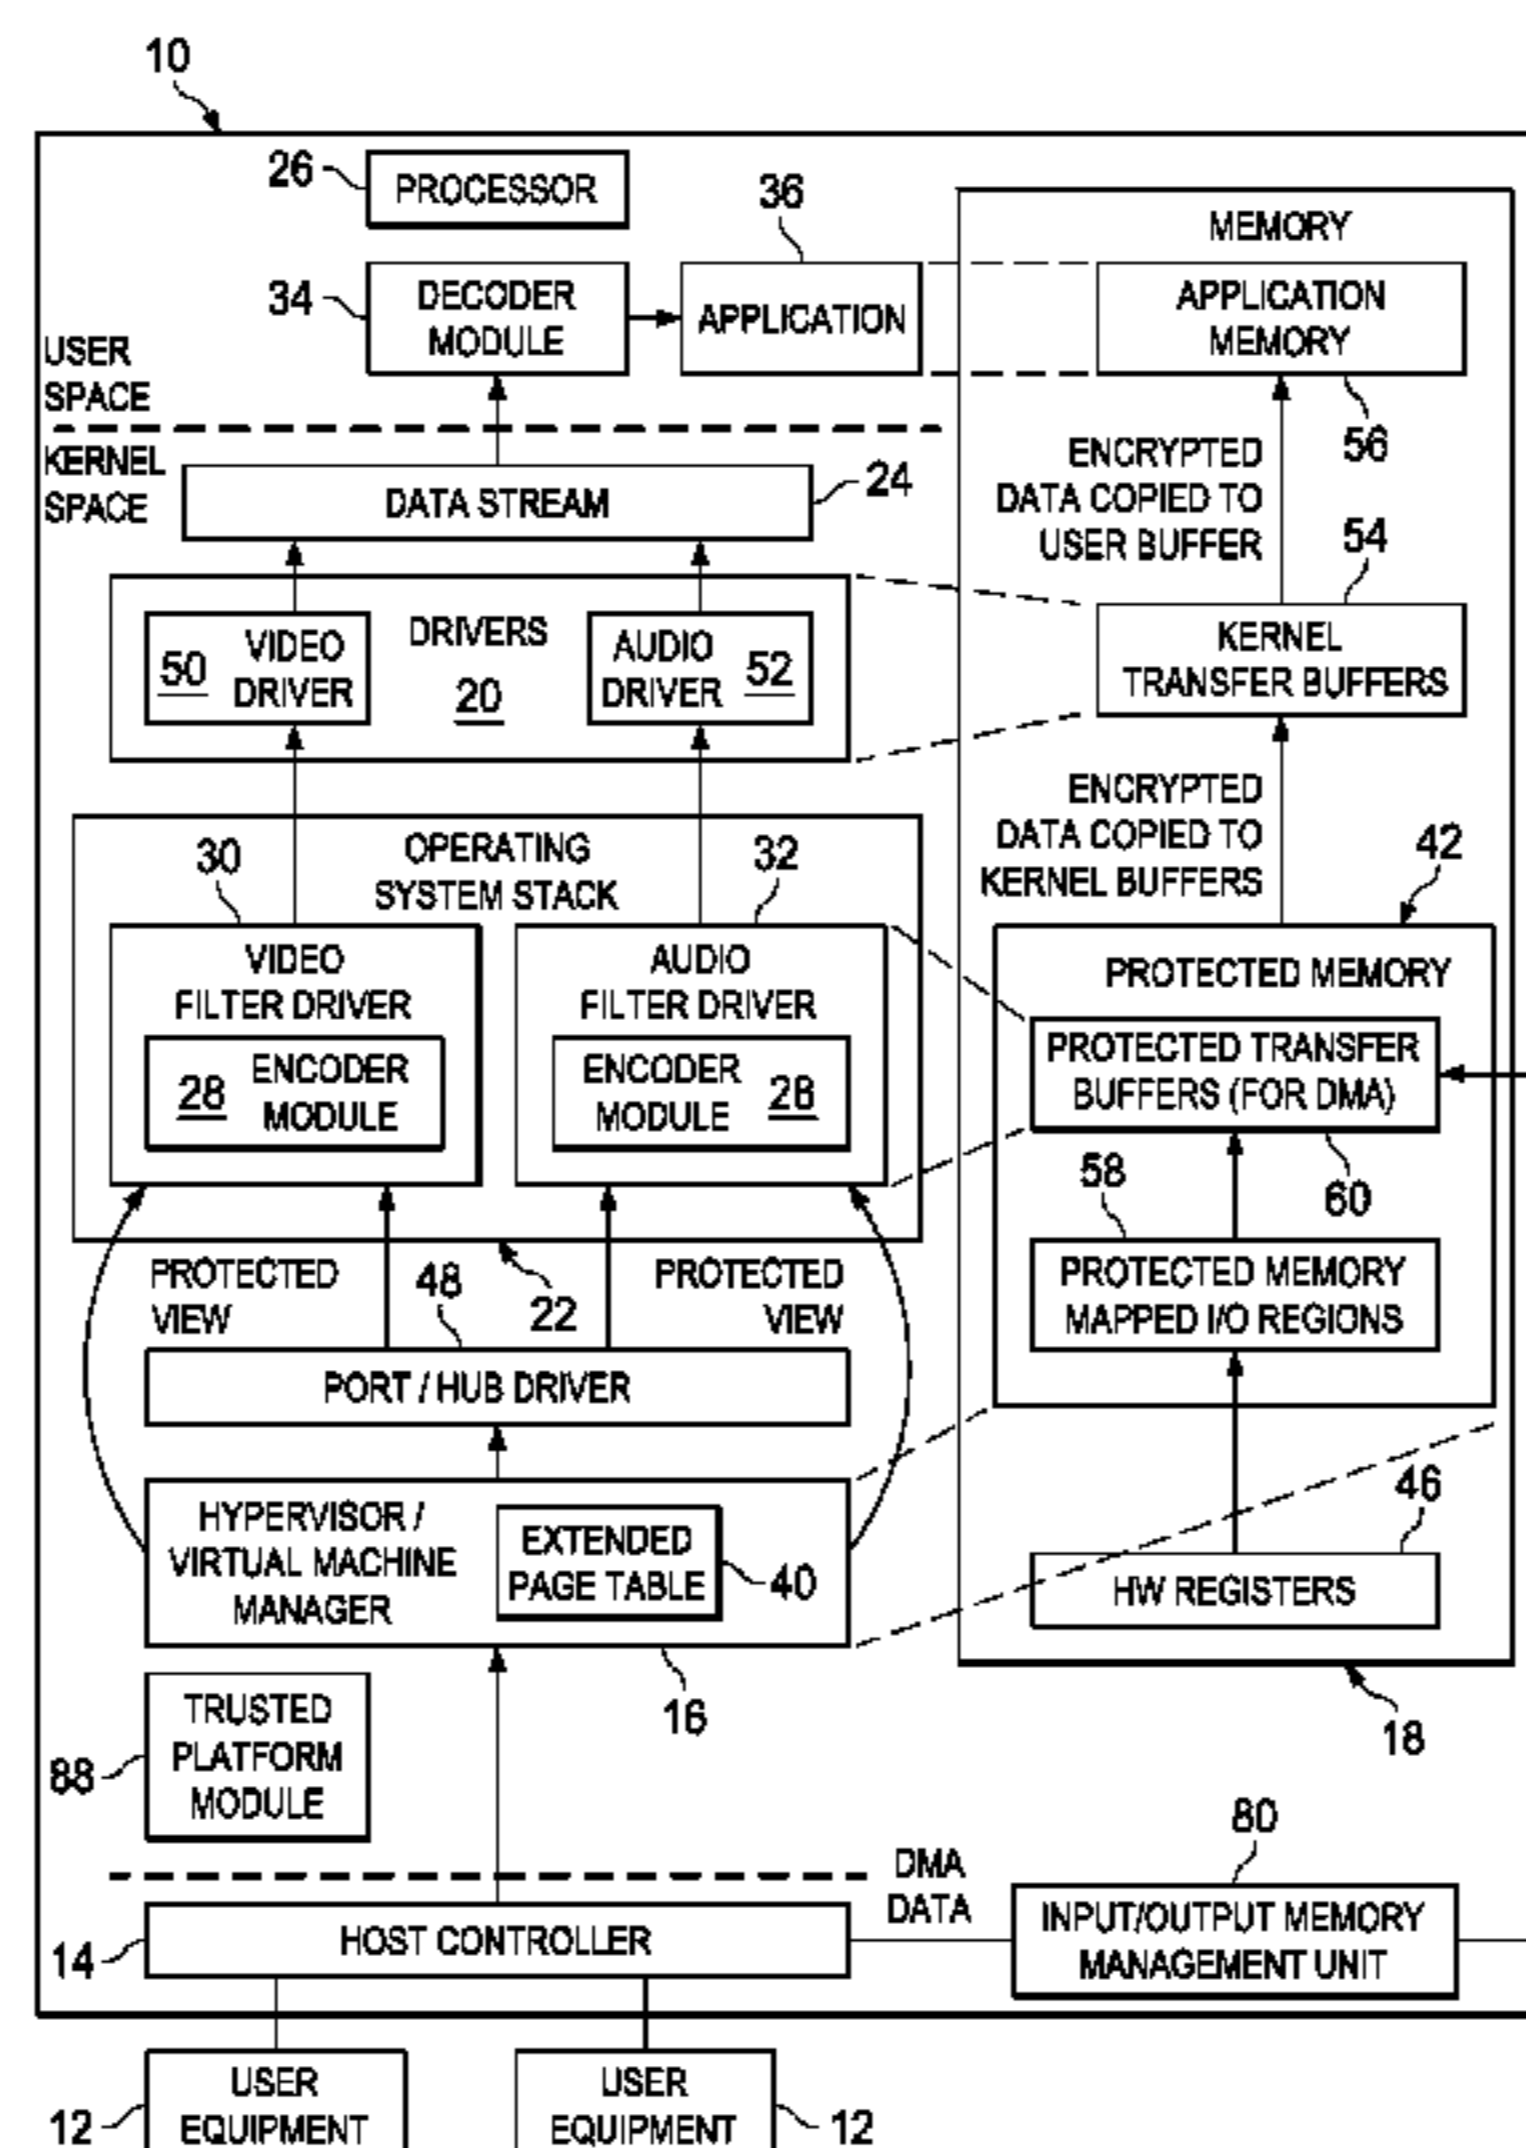 10
26
PROCESSOR
36
MEMORY
34
DECODER
MODULE
APPLICATION
APPLICATION
MEMORY
56
USER
SPACE
KERNEL
SPACE
DATA STREAM
24
ENCRYPTED
DATA COPIED TO
USER BUFFER
54
50
VIDEO
DRIVER
DRIVERS
20
AUDIO
DRIVER
52
KERNEL
TRANSFER BUFFERS
ENCRYPTED
DATA COPIED TO
KERNEL BUFFERS
42
30
OPERATING
SYSTEM STACK
32
VIDEO
FILTER DRIVER
28
ENCODER
MODULE
AUDIO
FILTER DRIVER
ENCODER
MODULE
28
PROTECTED MEMORY
PROTECTED TRANSFER
BUFFERS (FOR DMA)
60
58
PROTECTED MEMORY
MAPPED I/O REGIONS
PROTECTED
VIEW
48
22
PROTECTED
VIEW
PORT / HUB DRIVER
HYPERVISOR /
VIRTUAL MACHINE
MANAGER
EXTENDED
PAGE TABLE
40
16
46
HW REGISTERS
18
88
TRUSTED
PLATFORM
MODULE
DMA
DATA
80
14
HOST CONTROLLER
INPUT/OUTPUT MEMORY
MANAGEMENT UNIT
12
USER
EQUIPMENT
USER
EQUIPMENT
12